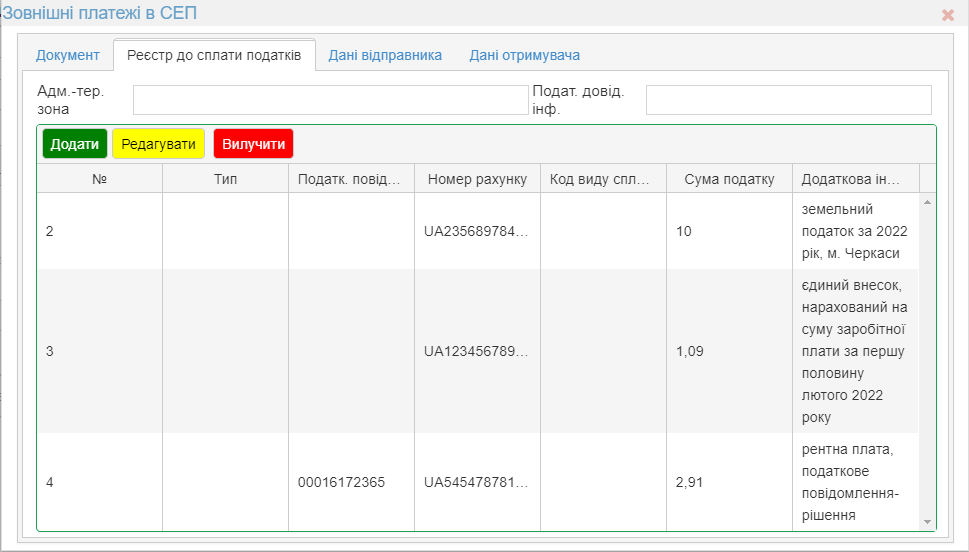 Зовнішні платежі в СЕП
Документ Реєстр до сплати податків Дані відправника Дані отримувача
Адм.-тер. зона
Подат. довід. інф.
Додати Редагувати Вилучити
№ Тип Податк. повід... Номер рахунку Код виду спл... Сума податку Додаткова ін...
2 UA235689784... 10
земельний
податок за 2022
рік, м. Черкаси
3 UA123456789... 1,09
єдиний внесок,
нарахований на
суму заробітної
плати за першу
половину
лютого 2022
року
4 00016172365 UA545478781... 2,91
рентна плата,
податкове
повідомлення-
рішення